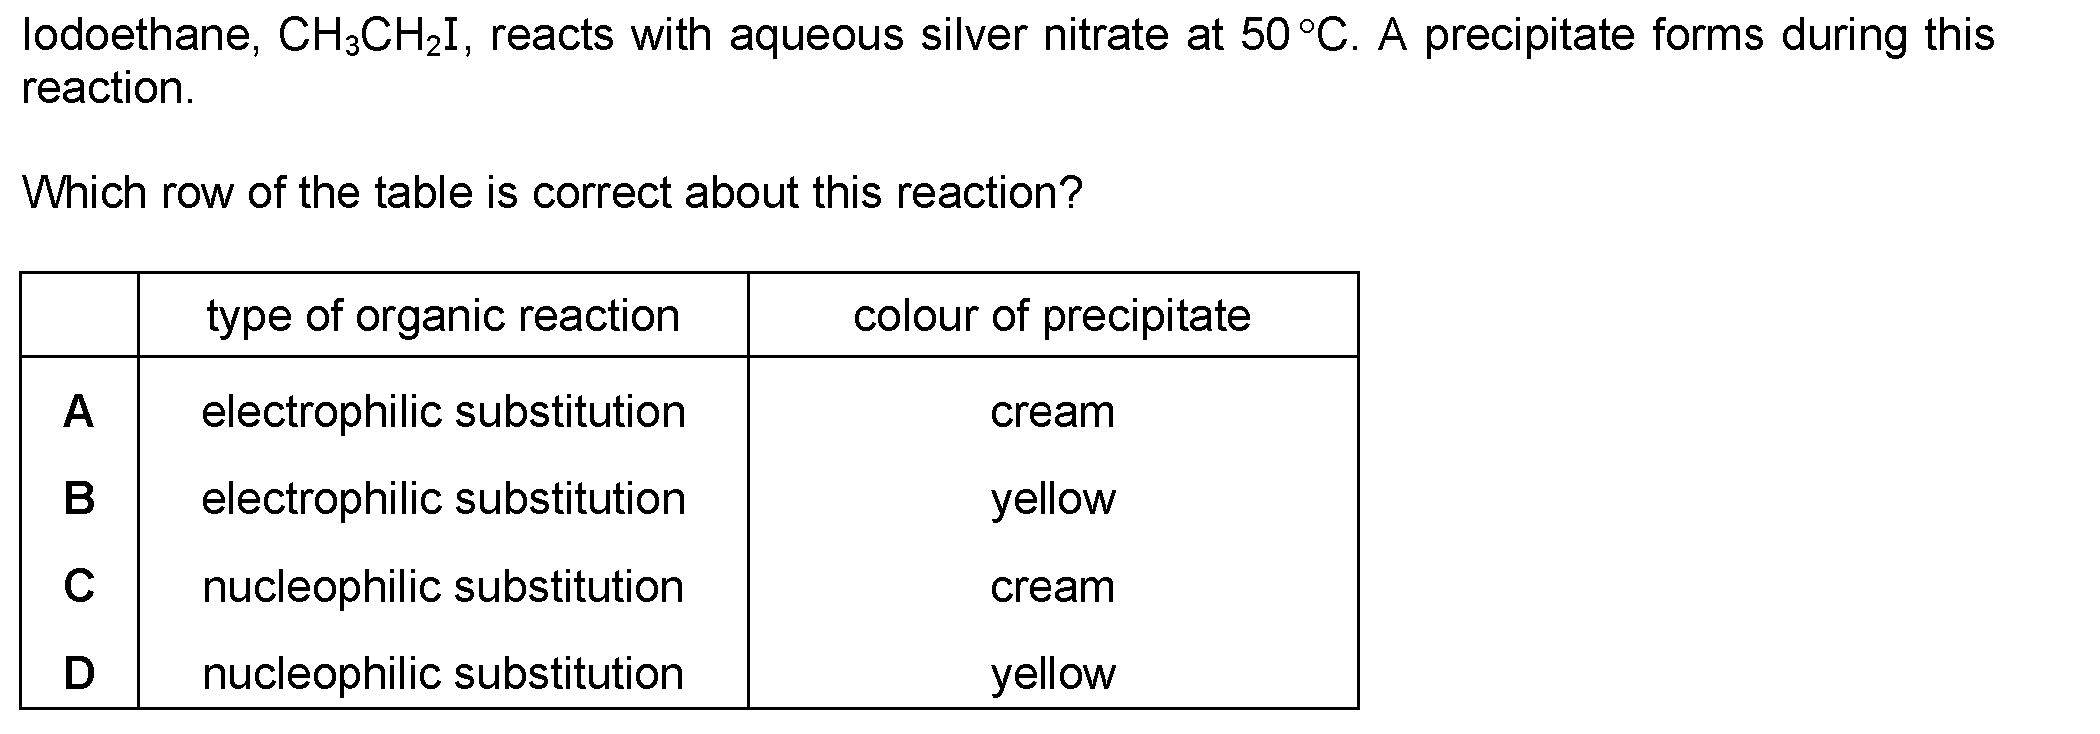 Iodoethane, CH₃CH₂I, reacts with aqueous silver nitrate at 50 °C. A precipitate forms during this
reaction.
Which row of the table is correct about this reaction?
type of organic reaction colour of precipitate
A electrophilic substitution cream
B electrophilic substitution yellow
C nucleophilic substitution cream
D nucleophilic substitution yellow